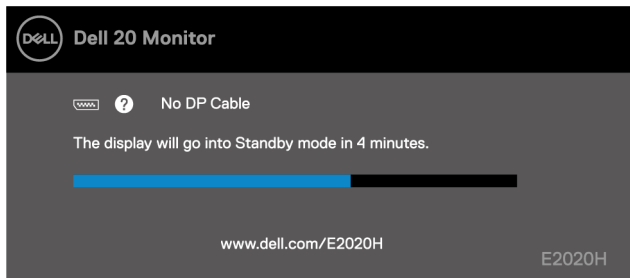 DELL Dell 20 Monitor
? No DP Cable
The display will go into Standby mode in 4 minutes.
www.dell.com/E2020H
E2020H